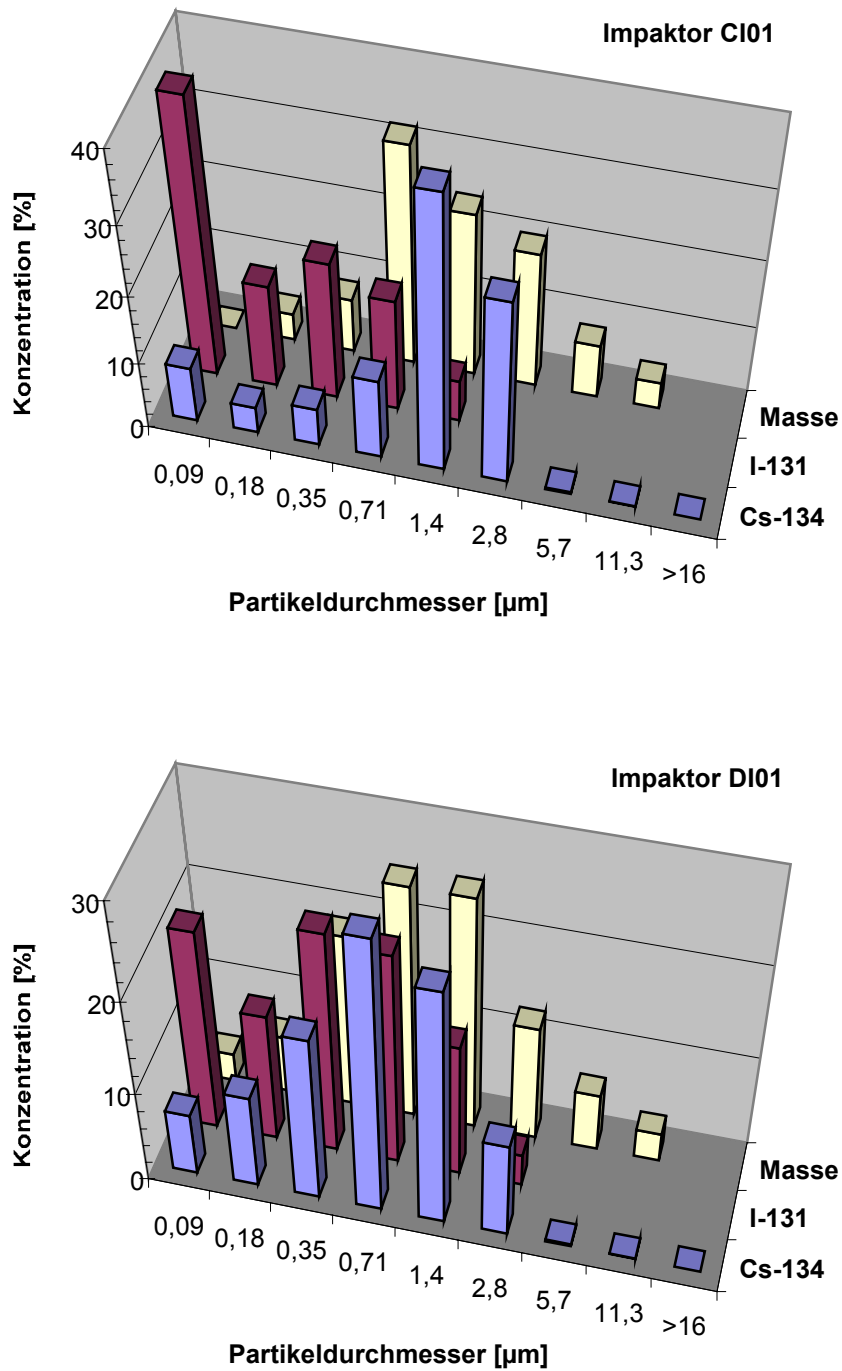 Impaktor CI01
Konzentration [%]
40
30
20
10
0
0,09
0,18
0,35
0,71
1,4
2,8
5,7
11,3
>16
Masse
I-131
Cs-134
Partikeldurchmesser [µm]
Impaktor DI01
Konzentration [%]
30
20
10
0
0,09
0,18
0,35
0,71
1,4
2,8
5,7
11,3
>16
Masse
I-131
Cs-134
Partikeldurchmesser [µm]